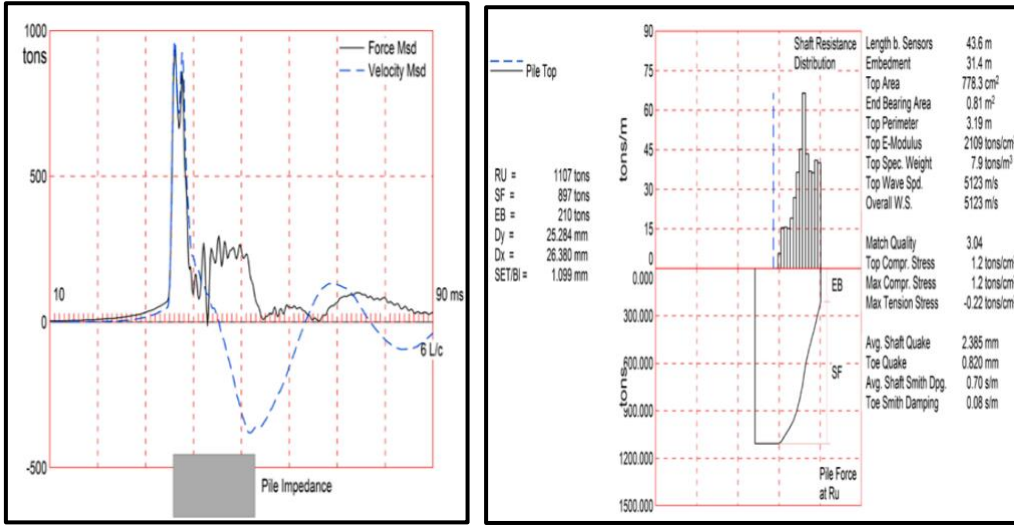 1000
tons
Force Msd
Velocity Msd
500
10
90 ms
0
6 L/c
-500
Pile Impedance
Pile Top
RU = 1107 tons
SF = 897 tons
EB = 210 tons
Dy = 25.284 mm
Dx = 26.380 mm
SET/Bl = 1.099 mm
90
Shaft Resistance
Distribution
75
60
tons/m
45
30
15
0
0.000
EB
300.000
600.000
tons
SF
900.000
1200.000
Pile Force
at Ru
1500.000
Length b. Sensors 43.6 m
Embedment 31.4 m
Top Area 778.3 cm²
End Bearing Area 0.81 m²
Top Perimeter 3.19 m
Top E-Modulus 2109 tons/cm
Top Spec. Weight 7.9 tons/m³
Top Wave Spd. 5123 m/s
Overall W.S. 5123 m/s
Match Quality 3.04
Top Compr. Stress 1.2 tons/cm
Max Compr. Stress 1.2 tons/cm
Max Tension Stress -0.22 tons/cm
Avg. Shaft Quake 2.385 mm
Toe Quake 0.820 mm
Avg. Shaft Smith Dpg. 0.70 s/m
Toe Smith Damping 0.08 s/m